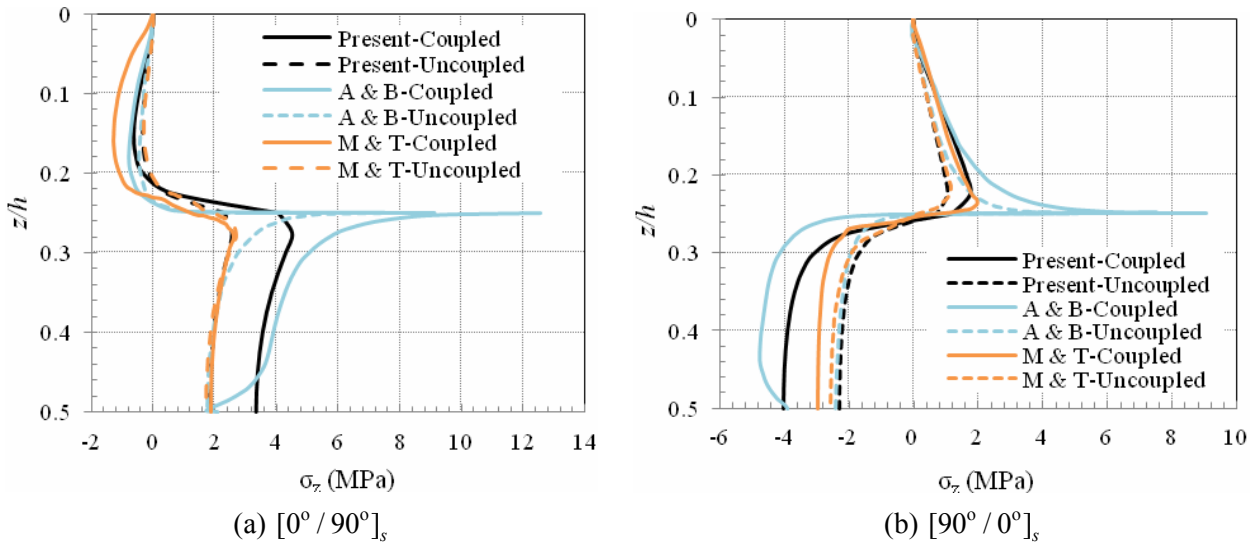 0
0.1
0.2
0.3
0.4
0.5
z/h
-2
0
2
4
6
8
10
12
14
σz (MPa)
Present-Coupled
Present-Uncoupled
A & B-Coupled
A & B-Uncoupled
M & T-Coupled
M & T-Uncoupled
(a) [0° / 90°]s
0
0.1
0.2
0.3
0.4
0.5
z/h
-6
-4
-2
0
2
4
6
8
10
σz (MPa)
Present-Coupled
Present-Uncoupled
A & B-Coupled
A & B-Uncoupled
M & T-Coupled
M & T-Uncoupled
(b) [90° / 0°]s